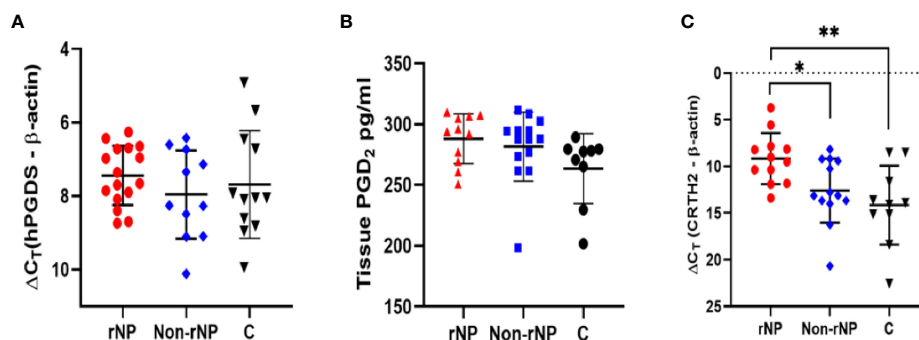 A
ΔCT(hPGDS - β-actin)
4
6
8
10
rNP Non-rNP C
B
Tissue PGD2 pg/ml
350
300
250
200
150
rNP Non-rNP C
C
ΔCT (CRTH2 - β-actin)
**
*
0
5
10
15
20
25
rNP Non-rNP C